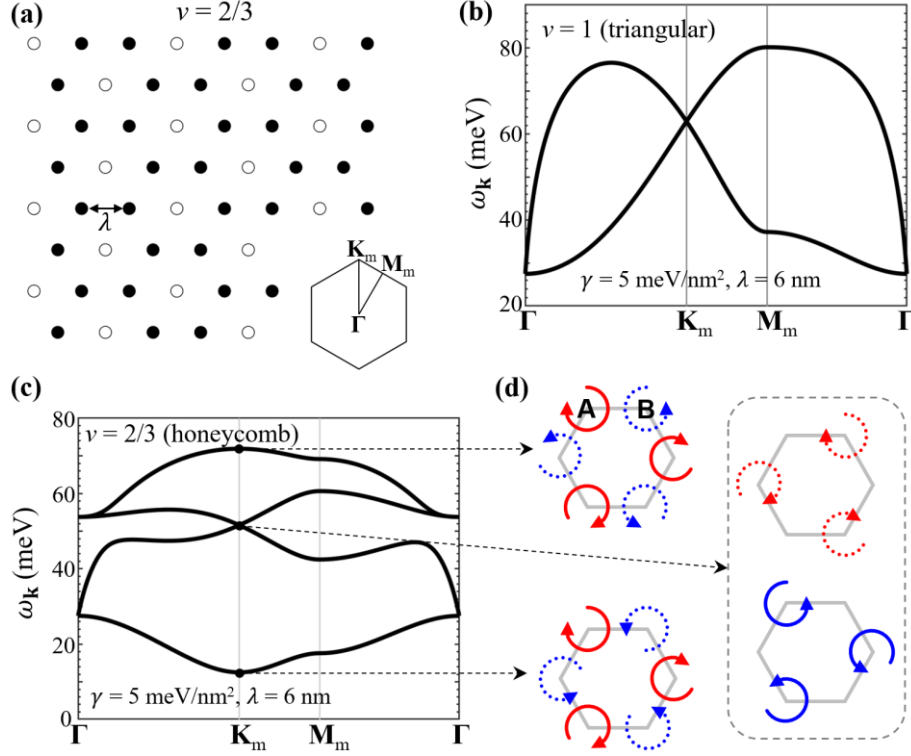 (a)
ν = 2/3
λ
K_m
M_m
Γ
(b)
ν = 1 (triangular)
ω_k (meV)
80
60
40
20
γ = 5 meV/nm², λ = 6 nm
Γ
K_m
M_m
Γ
(c)
ν = 2/3 (honeycomb)
ω_k (meV)
80
60
40
20
0
γ = 5 meV/nm², λ = 6 nm
Γ
K_m
M_m
Γ
(d)
A
B